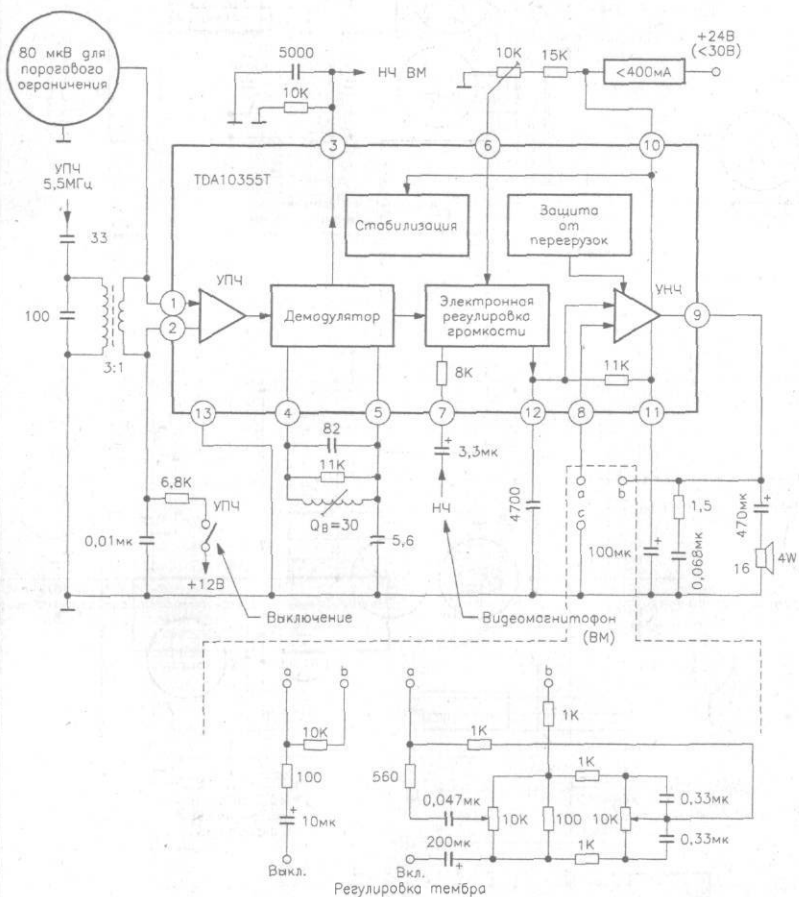 80 мкВ для
порогового
ограничения
5000
10К
НЧ ВМ
10К
15К
<400мА
+24В
(<30В)
УПЧ
5,5МГц
33
100
3:1
TDA10355T
3
6
10
Стабилизация
Защита
от
перегрузок
УПЧ
1
2
Демодулятор
Электронная
регулировка
громкости
УНЧ
9
8К
11К
13
4
5
7
12
8
11
82
11К
QВ=30
5,6
3,3мк
НЧ
4700
a
b
c
100мк
1,5
0,068мк
470мк
16
4W
6,8К
УПЧ
0,01мк
+12В
Выключение
Видеомагнитофон
(ВМ)
a
b
a
b
10К
100
10мк
Выкл.
1К
1К
560
0,047мк
200мк
10К
100
1К
10К
1К
0,33мк
0,33мк
Вкл.
Регулировка тембра